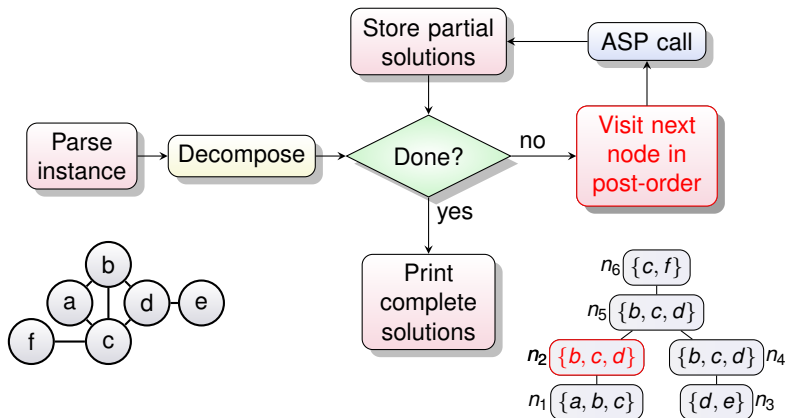 Store partial
solutions
ASP call
Parse
instance
Decompose
Done?
no
Visit next
node in
post-order
yes
Print
complete
solutions
b
a
d
e
f
c
n6 {c, f}
n5 {b, c, d}
n2 {b, c, d}
{b, c, d} n4
n1 {a, b, c}
{d, e} n3